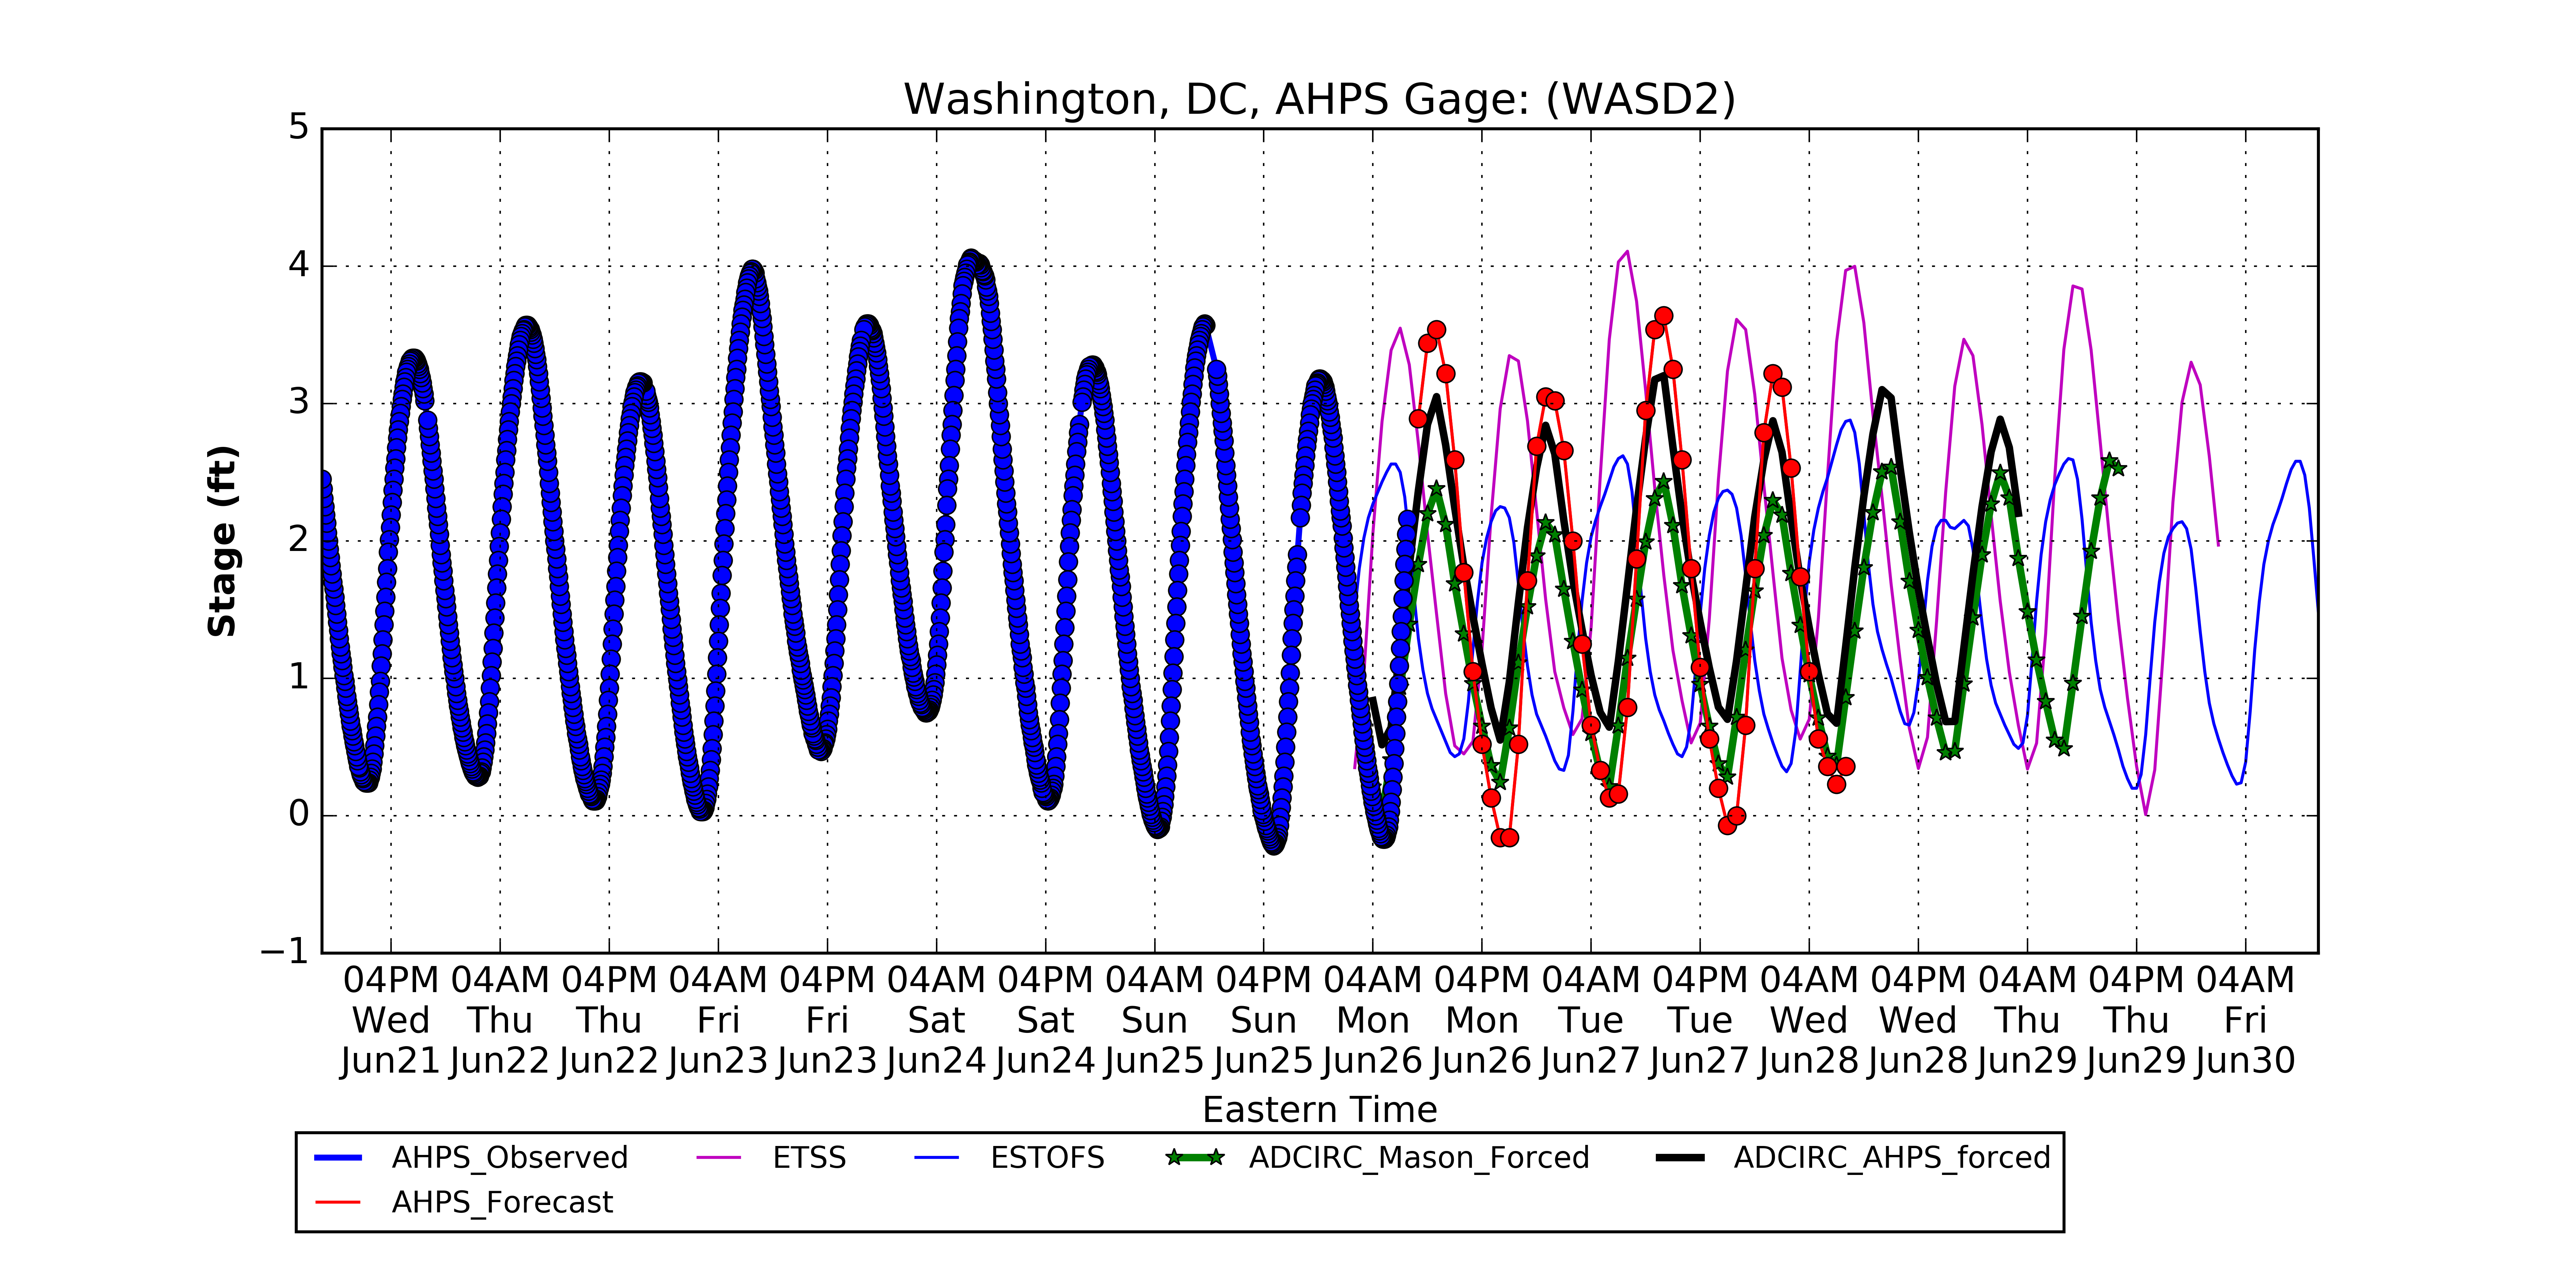 Washington, DC, AHPS Gage: (WASD2)
5
4
3
2
1
0
−1
Stage (ft)
04PM 04AM 04PM 04AM 04PM 04AM 04PM 04AM 04PM 04AM 04PM 04AM 04PM 04AM 04PM 04AM 04PM 04AM
Wed Thu Thu Fri Fri Sat Sat Sun Sun Mon Mon Tue Tue Wed Wed Thu Thu Fri
Jun21 Jun22 Jun22 Jun23 Jun23 Jun24 Jun24 Jun25 Jun25 Jun26 Jun26 Jun27 Jun27 Jun28 Jun28 Jun29 Jun29 Jun30
Eastern Time
AHPS_Observed ETSS ESTOFS ADCIRC_Mason_Forced ADCIRC_AHPS_forced
AHPS_Forecast